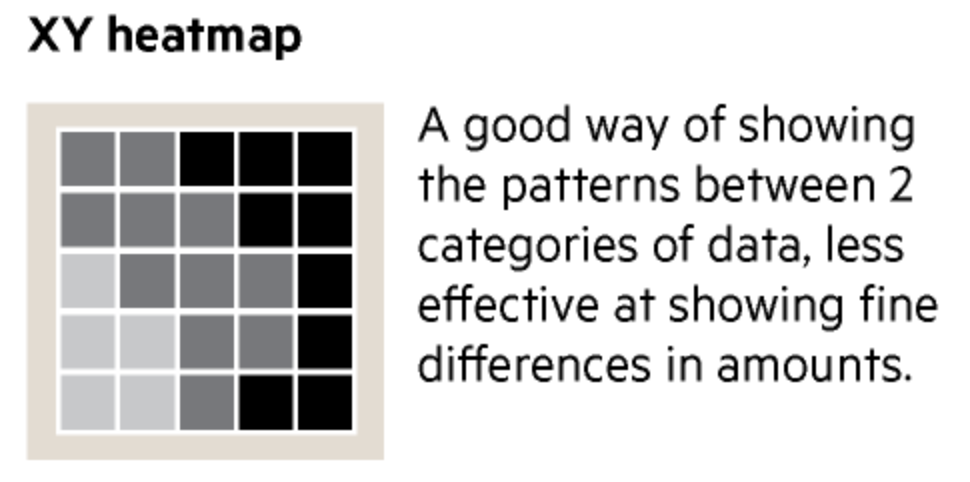 XY heatmap
A good way of showing
the patterns between 2
categories of data, less
effective at showing fine
differences in amounts.